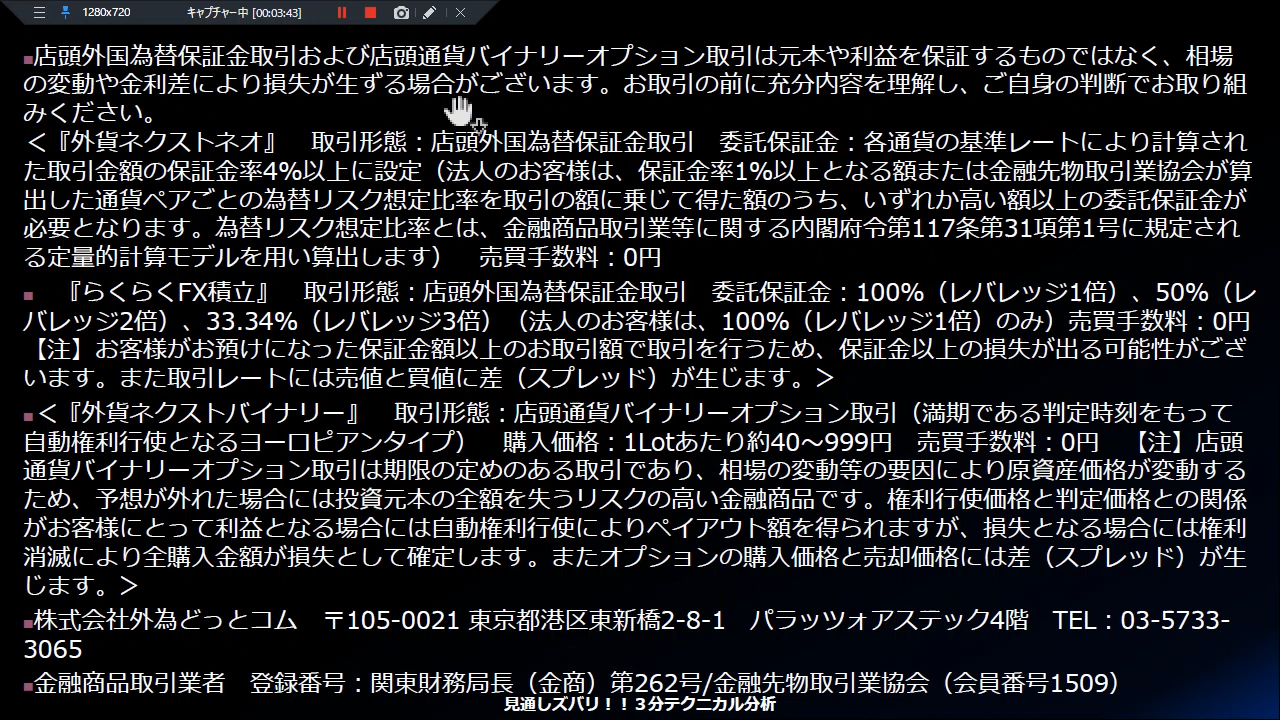 1280x720 キャプチャー中 [00:03:43]
■店頭外国為替保証金取引および店頭通貨バイナリーオプション取引は元本や利益を保証するものではなく、相場
の変動や金利差により損失が生ずる場合がございます。お取引の前に充分内容を理解し、ご自身の判断でお取り組
みください。
＜『外貨ネクストネオ』　取引形態：店頭外国為替保証金取引　委託保証金：各通貨の基準レートにより計算され
た取引金額の保証金率4%以上に設定（法人のお客様は、保証金率1%以上となる額または金融先物取引業協会が算
出した通貨ペアごとの為替リスク想定比率を取引の額に乗じて得た額のうち、いずれか高い額以上の委託保証金が
必要となります。為替リスク想定比率とは、金融商品取引業等に関する内閣府令第117条第31項第1号に規定され
る定量的計算モデルを用い算出します）　売買手数料：0円
■　『らくらくFX積立』　取引形態：店頭外国為替保証金取引　委託保証金：100%（レバレッジ1倍）、50%（レ
バレッジ2倍）、33.34%（レバレッジ3倍）（法人のお客様は、100%（レバレッジ1倍）のみ）売買手数料：0円
【注】お客様がお預けになった保証金額以上のお取引額で取引を行うため、保証金以上の損失が出る可能性がござ
います。また取引レートには売値と買値に差（スプレッド）が生じます。＞
■＜『外貨ネクストバイナリー』　取引形態：店頭通貨バイナリーオプション取引（満期である判定時刻をもって
自動権利行使となるヨーロピアンタイプ）　購入価格：1Lotあたり約40～999円　売買手数料：0円　【注】店頭
通貨バイナリーオプション取引は期限の定めのある取引であり、相場の変動等の要因により原資産価格が変動する
ため、予想が外れた場合には投資元本の全額を失うリスクの高い金融商品です。権利行使価格と判定価格との関係
がお客様にとって利益となる場合には自動権利行使によりペイアウト額を得られますが、損失となる場合には権利
消滅により全購入金額が損失として確定します。またオプションの購入価格と売却価格には差（スプレッド）が生
じます。＞
■株式会社外為どっとコム　〒105-0021 東京都港区東新橋2-8-1　パラッツォアステック4階　TEL：03-5733-
3065
■金融商品取引業者　登録番号：関東財務局長（金商）第262号/金融先物取引業協会（会員番号1509）
見通しズバリ！！３分テクニカル分析